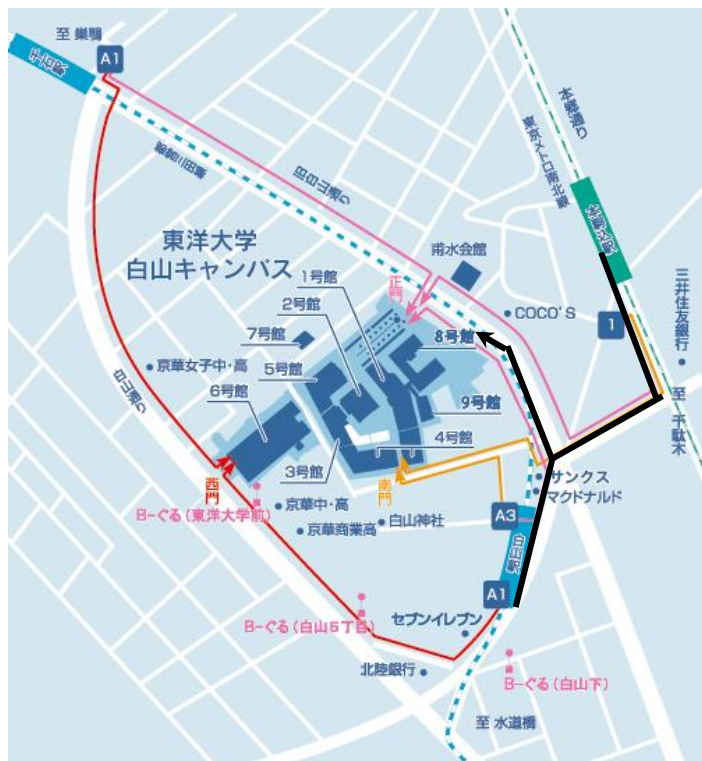 至 巣鴨
A1
千石駅
本郷通り
東京メトロ南北線
都営三田線
旧白山通り
本駒込駅
東洋大学
白山キャンパス
甫水会館
正門
1号館
2号館
7号館
5号館
6号館
8号館
COCO'S
1
三井住友銀行
京華女子中・高
白山通り
9号館
4号館
3号館
至 千駄木
西門
B-ぐる(東洋大学前)
南門
サンクス
マクドナルド
京華中・高
京華商業高
白山神社
A3
白山駅
A1
セブンイレブン
B-ぐる(白山5丁目)
北陸銀行
B-ぐる(白山下)
至 水道橋